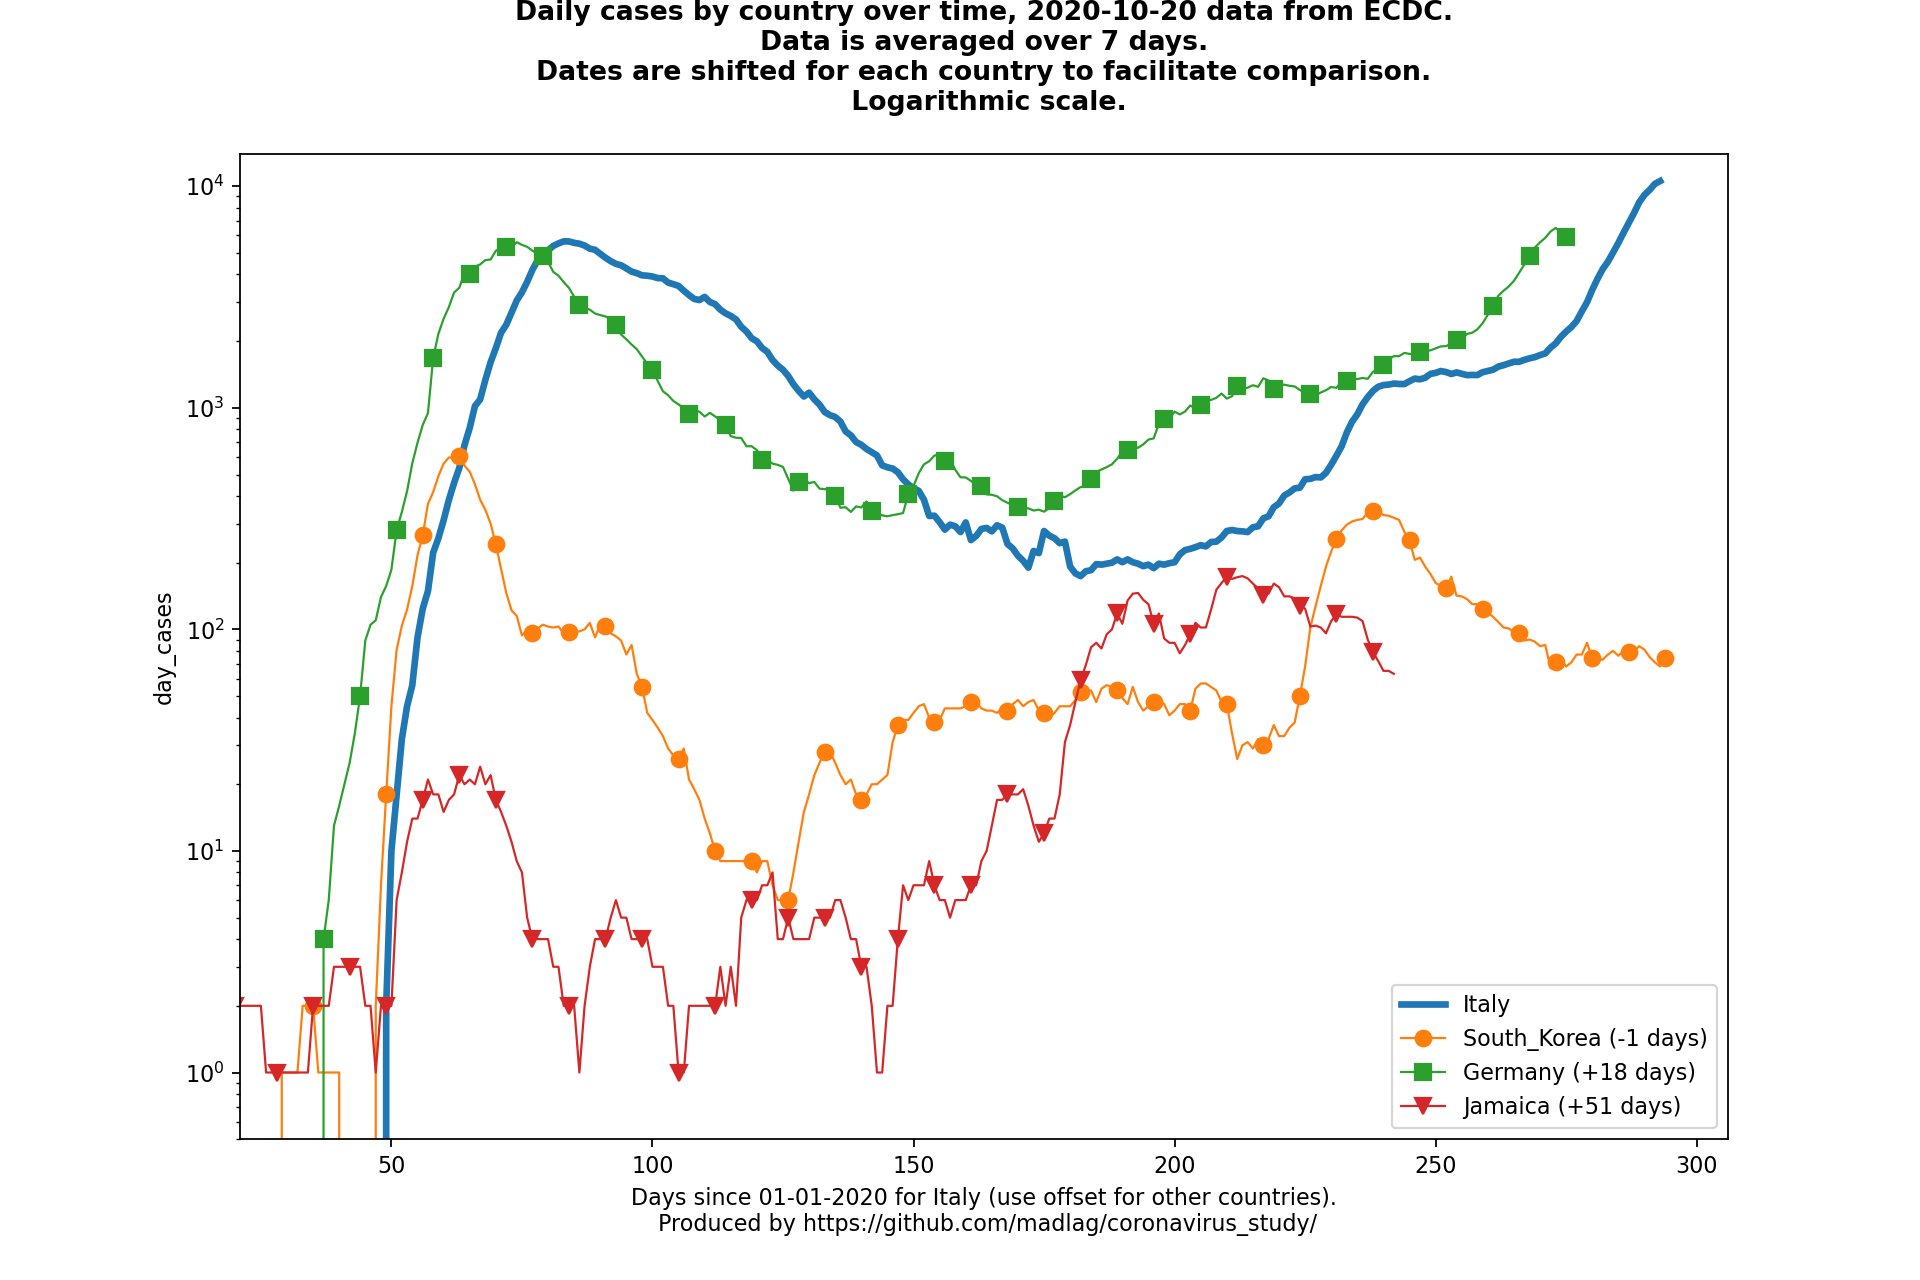 Daily cases by country over time, 2020-10-20 data from ECDC.
Data is averaged over 7 days.
Dates are shifted for each country to facilitate comparison.
Logarithmic scale.
10^4
10^3
10^2
10^1
10^0
day_cases
50 100 150 200 250 300
Italy
South_Korea (-1 days)
Germany (+18 days)
Jamaica (+51 days)
Days since 01-01-2020 for Italy (use offset for other countries).
Produced by https://github.com/madlag/coronavirus_study/